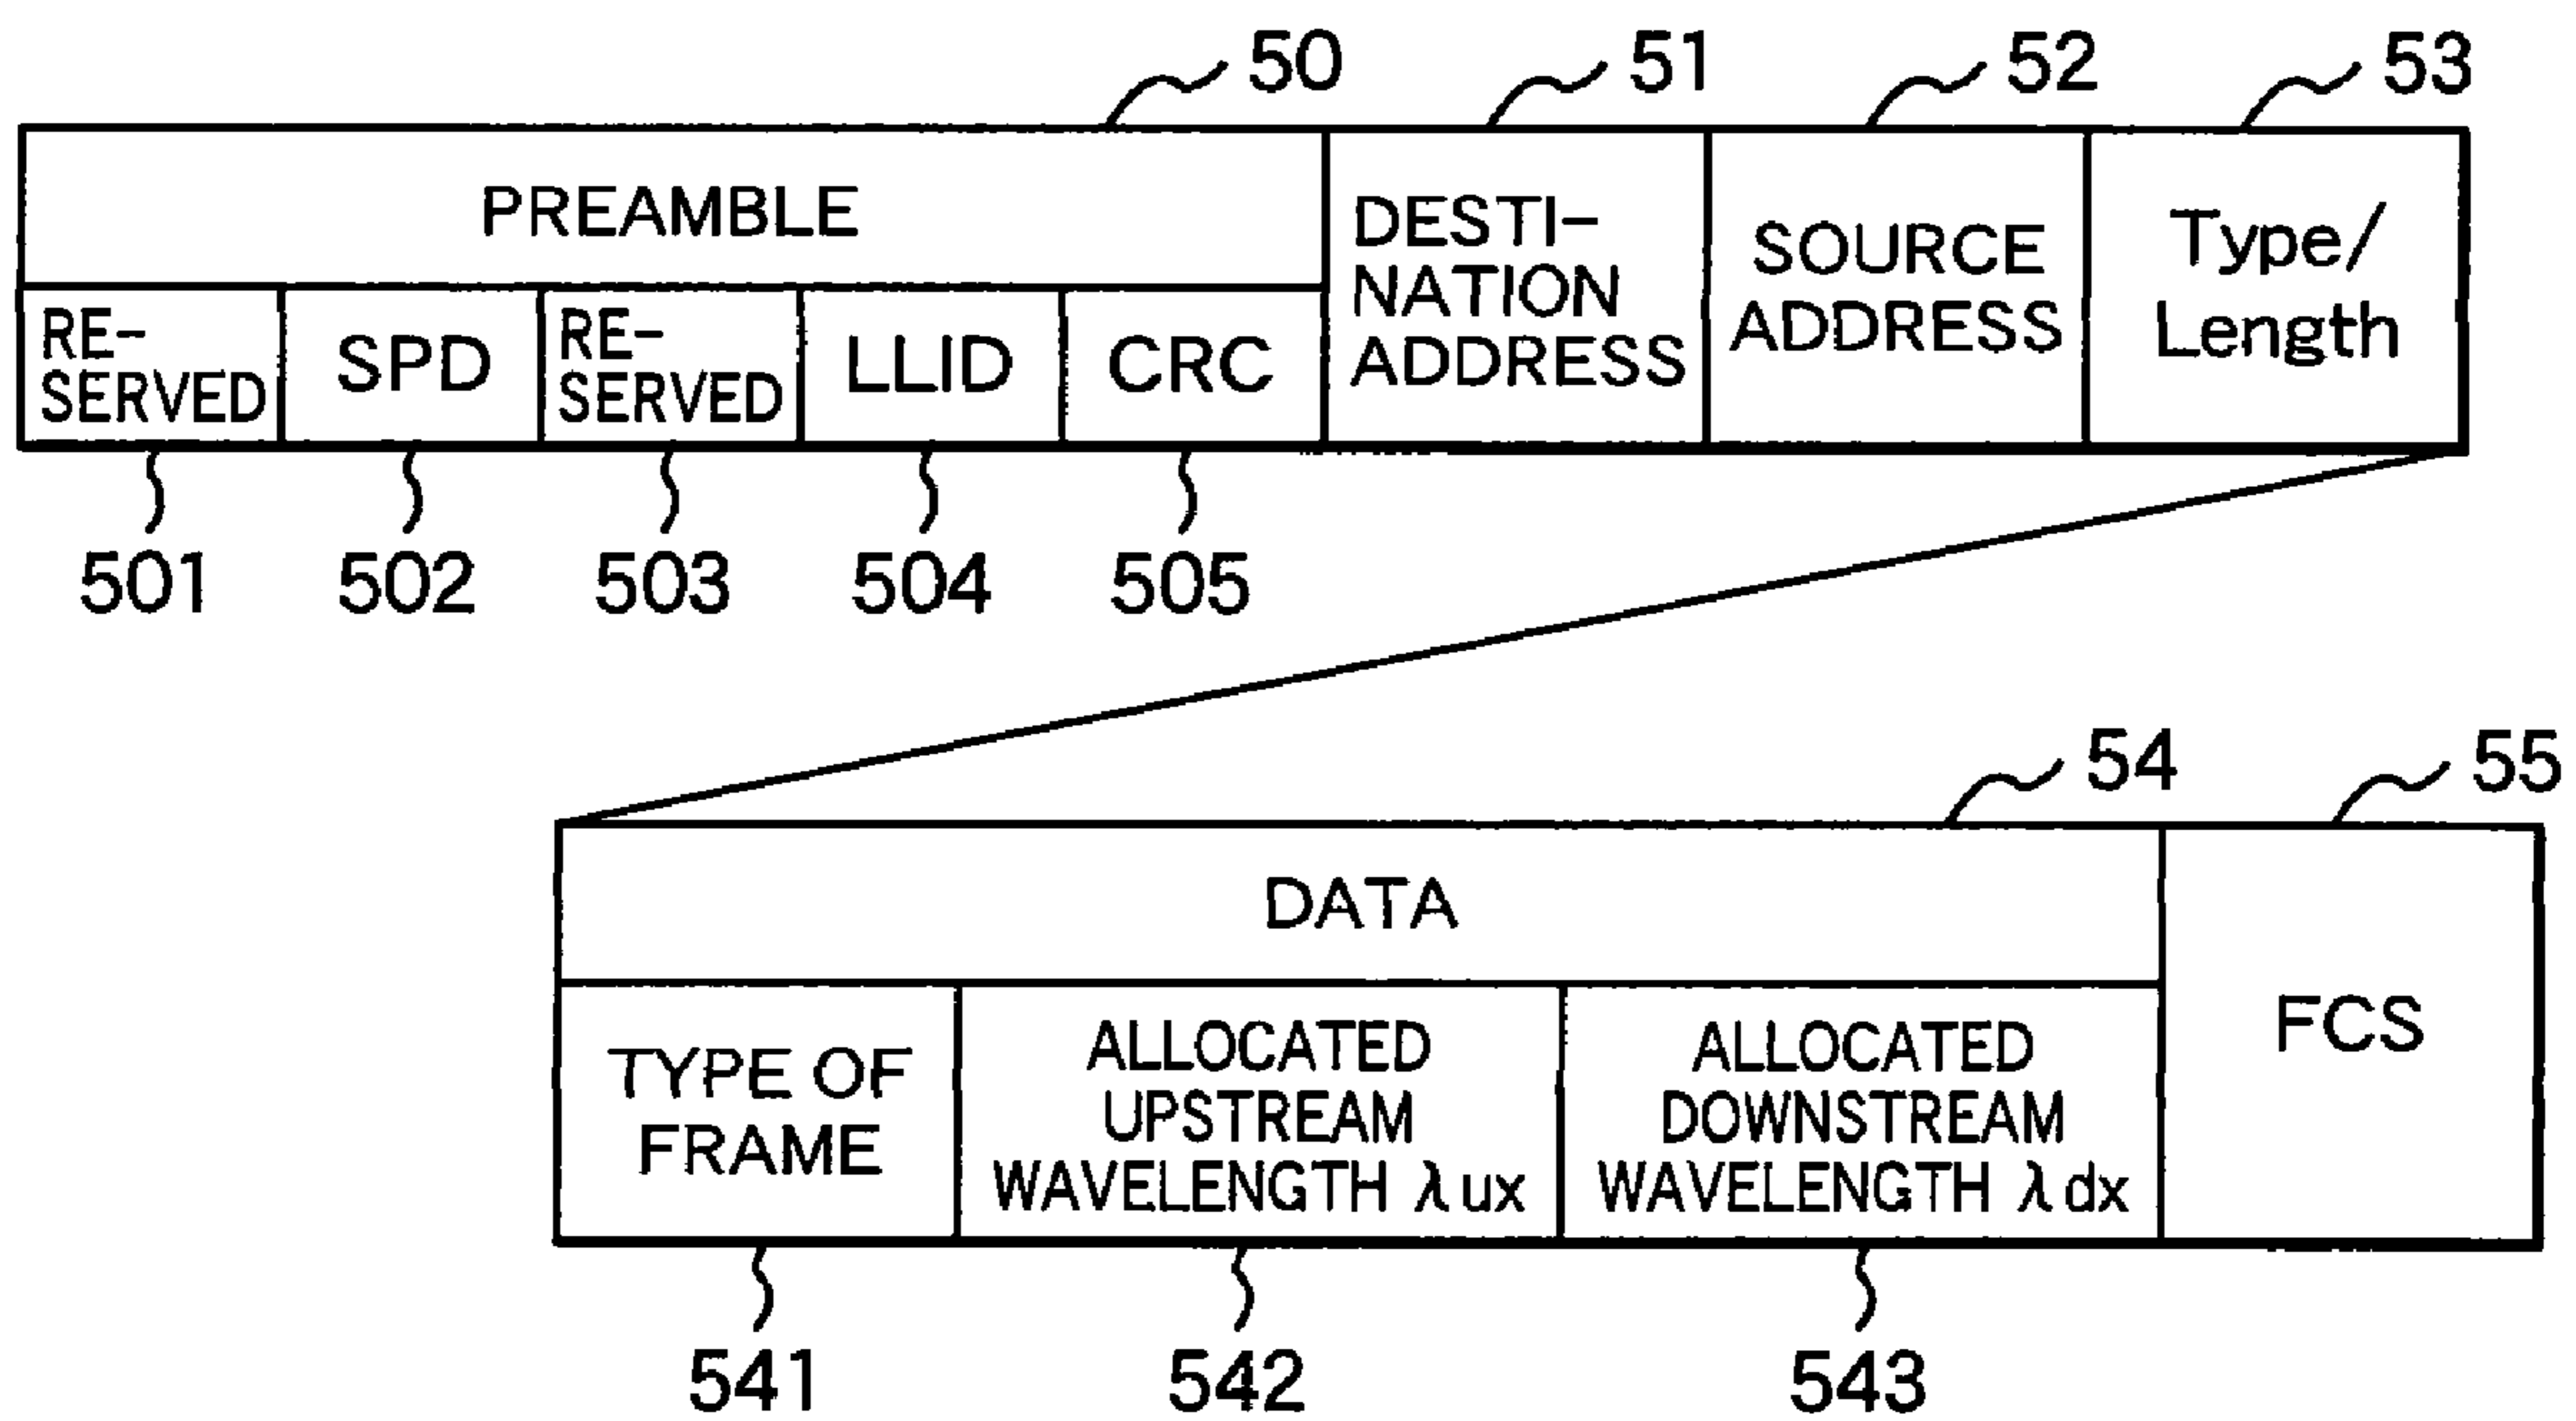 50 51 52 53
PREAMBLE
DESTI-
NATION
ADDRESS
SOURCE
ADDRESS
Type/
Length
RE-
SERVED
SPD
RE-
SERVED
LLID
CRC
501 502 503 504 505
54 55
DATA
FCS
TYPE OF
FRAME
ALLOCATED
UPSTREAM
WAVELENGTH λux
ALLOCATED
DOWNSTREAM
WAVELENGTH λdx
541 542 543